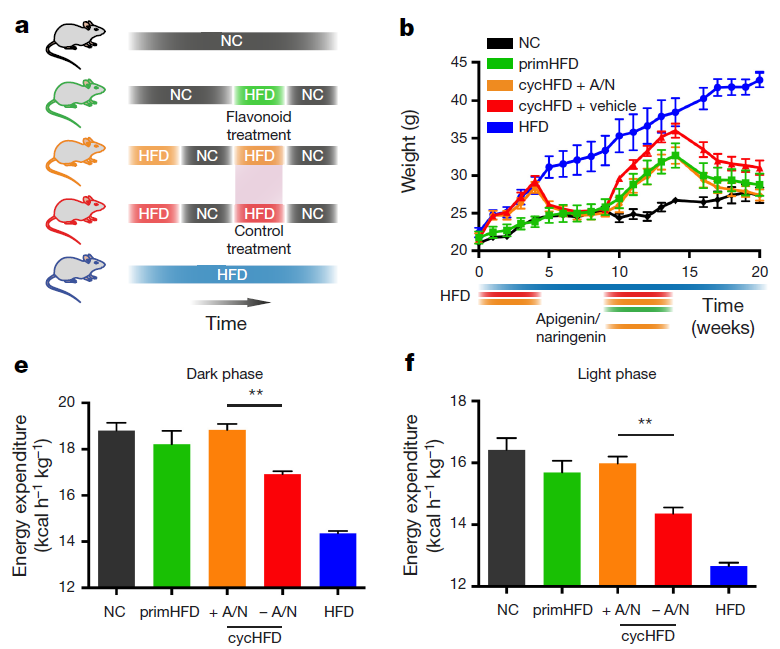 a
NC
NC HFD NC
Flavonoid
treatment
HFD NC HFD NC
HFD NC HFD NC
Control
treatment
HFD
Time
b
NC
primHFD
cycHFD + A/N
cycHFD + vehicle
HFD
Weight (g)
45
40
35
30
25
20
0 5 10 15 20
HFD
Apigenin/
naringenin
Time
(weeks)
e
Dark phase
**
Energy expenditure
(kcal h⁻¹ kg⁻¹)
20
18
16
14
12
NC primHFD + A/N − A/N HFD
cycHFD
f
Light phase
**
Energy expenditure
(kcal h⁻¹ kg⁻¹)
18
16
14
12
NC primHFD + A/N − A/N HFD
cycHFD